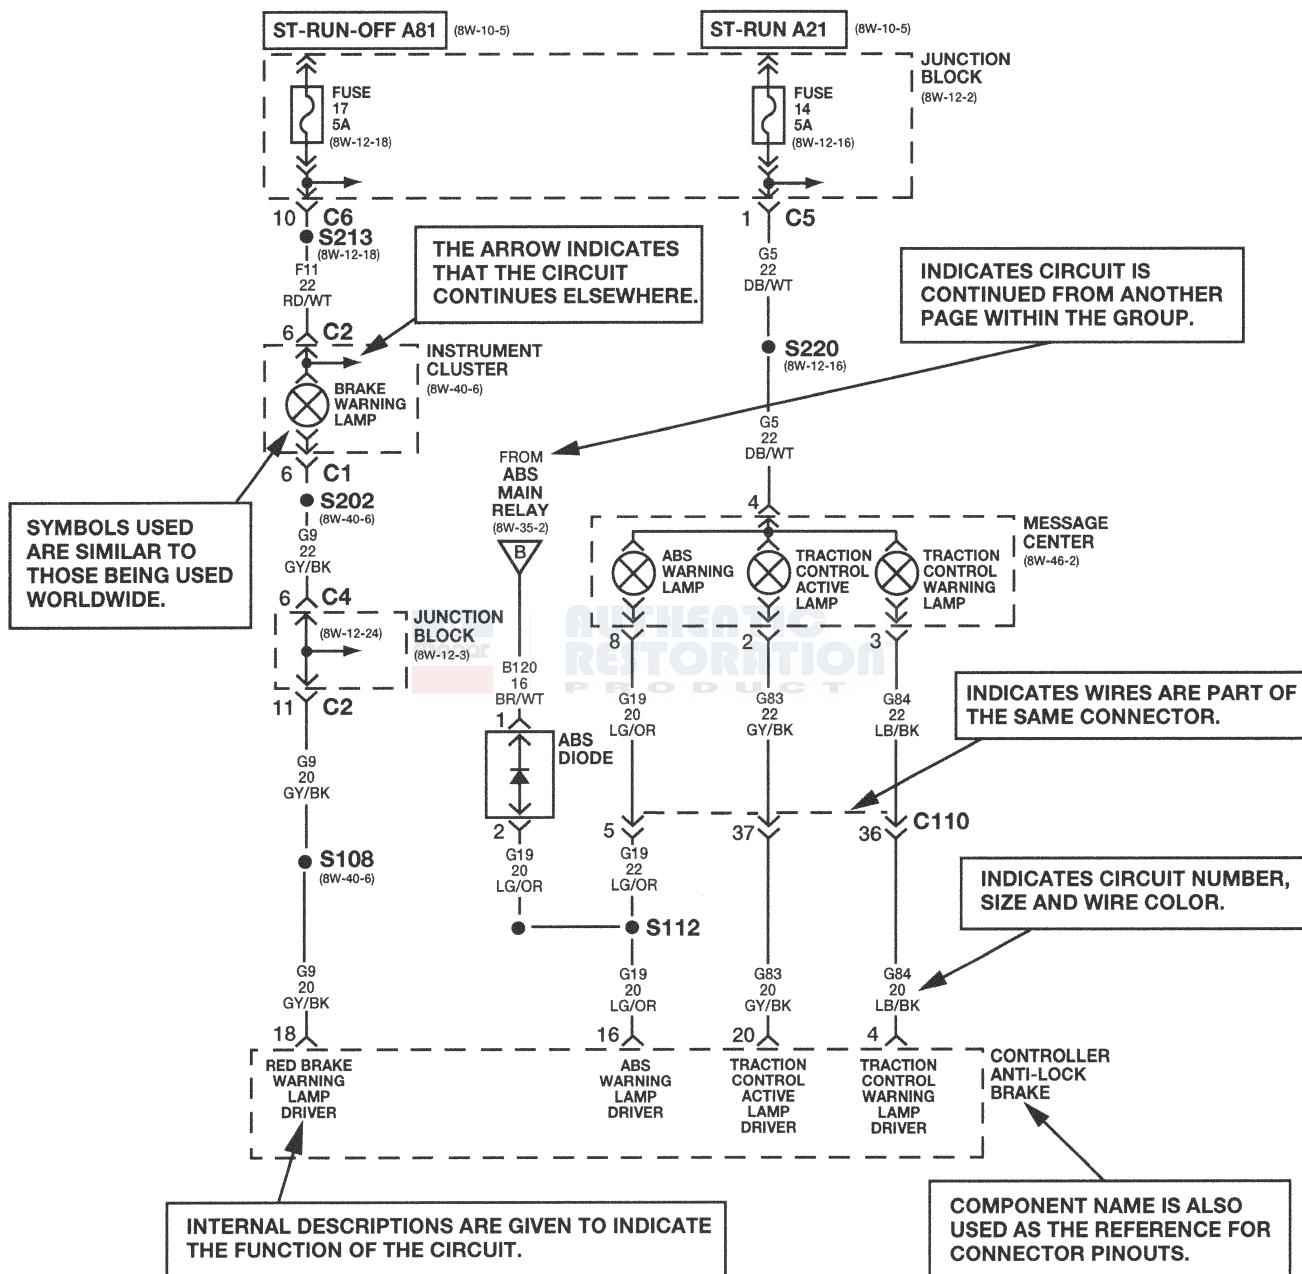 ST-RUN-OFF A81
(8W-10-5)
ST-RUN A21
(8W-10-5)
JUNCTION
BLOCK
(8W-12-2)
FUSE
17
5A
(8W-12-18)
FUSE
14
5A
(8W-12-16)
10
C6
S213
(8W-12-18)
F11
22
RD/WT
6
C2
1
C5
G5
22
DB/WT
THE ARROW INDICATES
THAT THE CIRCUIT
CONTINUES ELSEWHERE.
INDICATES CIRCUIT IS
CONTINUED FROM ANOTHER
PAGE WITHIN THE GROUP.
INSTRUMENT
CLUSTER
(8W-40-6)
BRAKE
WARNING
LAMP
S220
(8W-12-16)
G5
22
DB/WT
6
C1
S202
(8W-40-6)
G9
22
GY/BK
6
C4
SYMBOLS USED
ARE SIMILAR TO
THOSE BEING USED
WORLDWIDE.
FROM
ABS
MAIN
RELAY
(8W-35-2)
B
4
MESSAGE
CENTER
(8W-46-2)
ABS
WARNING
LAMP
TRACTION
CONTROL
ACTIVE
LAMP
TRACTION
CONTROL
WARNING
LAMP
(8W-12-24)
JUNCTION
BLOCK
(8W-12-3)
mopar.
AUTHENTIC
RESTORATION
PRODUCT
8
2
3
11
C2
B120
16
BR/WT
1
ABS
DIODE
G19
20
LG/OR
G83
22
GY/BK
G84
22
LB/BK
INDICATES WIRES ARE PART OF
THE SAME CONNECTOR.
G9
20
GY/BK
2
5
37
36
C110
S108
(8W-40-6)
G19
20
LG/OR
G19
22
LG/OR
S112
INDICATES CIRCUIT NUMBER,
SIZE AND WIRE COLOR.
G9
20
GY/BK
G19
20
LG/OR
G83
20
GY/BK
G84
20
LB/BK
18
16
20
4
RED BRAKE
WARNING
LAMP
DRIVER
ABS
WARNING
LAMP
DRIVER
TRACTION
CONTROL
ACTIVE
LAMP
DRIVER
TRACTION
CONTROL
WARNING
LAMP
DRIVER
CONTROLLER
ANTI-LOCK
BRAKE
INTERNAL DESCRIPTIONS ARE GIVEN TO INDICATE
THE FUNCTION OF THE CIRCUIT.
COMPONENT NAME IS ALSO
USED AS THE REFERENCE FOR
CONNECTOR PINOUTS.